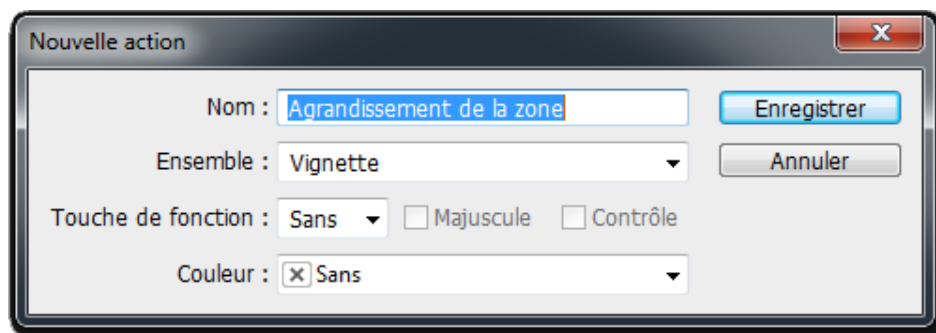 Nouvelle action
Nom : Agrandissement de la zone Enregistrer
Ensemble : Vignette Annuler
Touche de fonction : Sans Majuscule Contrôle
Couleur : Sans